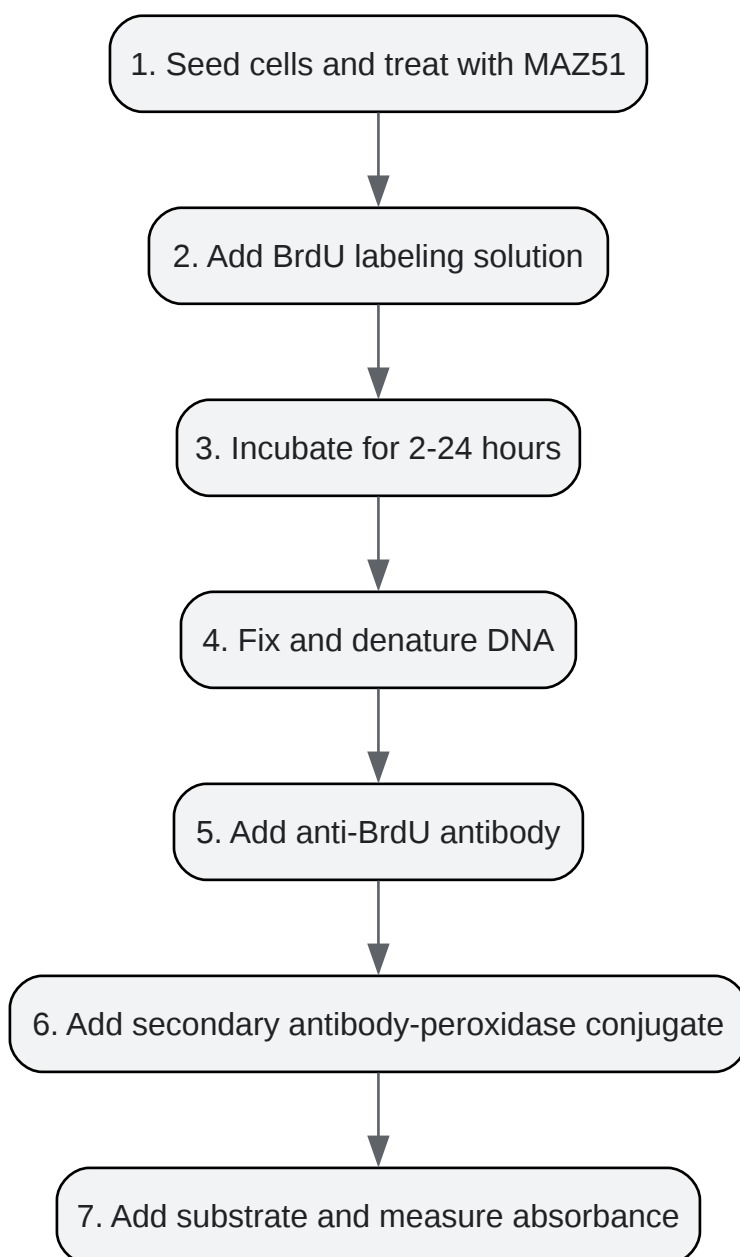 1. Seed cells and treat with MAZ51
2. Add BrdU labeling solution
3. Incubate for 2-24 hours
4. Fix and denature DNA
5. Add anti-BrdU antibody
6. Add secondary antibody-peroxidase conjugate
7. Add substrate and measure absorbance